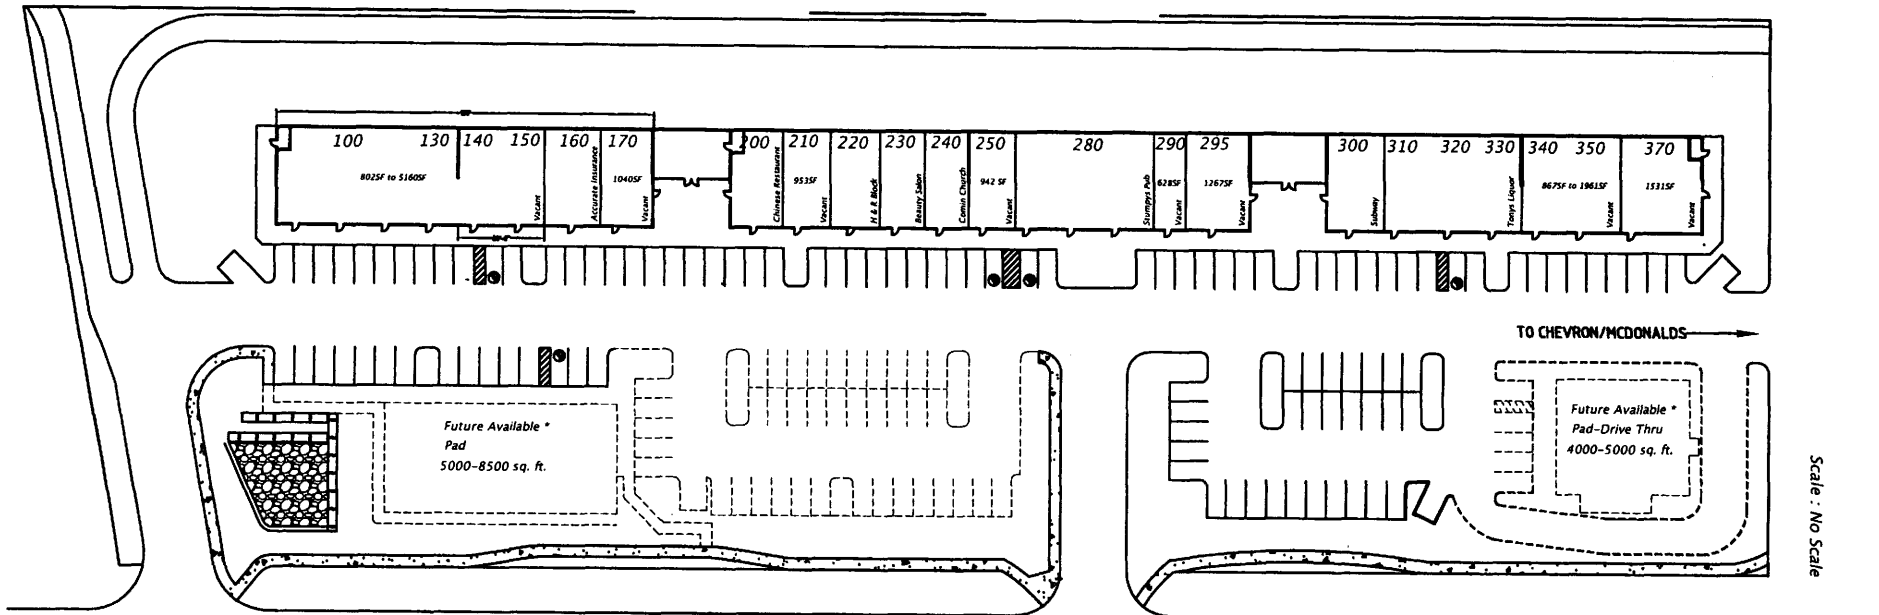 100 130 140 150 160 170
802SF to 5160SF
Vacant
Accurate Insurance
1040SF
Vacant
200 210 220 230 240 250 280 290 295
Chinese Restaurant
953SF
Vacant
H & R Block
Beauty Salon
Comin Church
942 SF
Vacant
Stumpys Pub
628SF
Vacant
1267SF
Vacant
300 310 320 330 340 350 370
Subway
Tonys Liquor
867SF to 1961SF
Vacant
1531SF
Vacant
TO CHEVRON/MCDONALDS
Future Available *
Pad
5000-8500 sq. ft.
Future Available *
Pad-Drive Thru
4000-5000 sq. ft.
Scale : No Scale